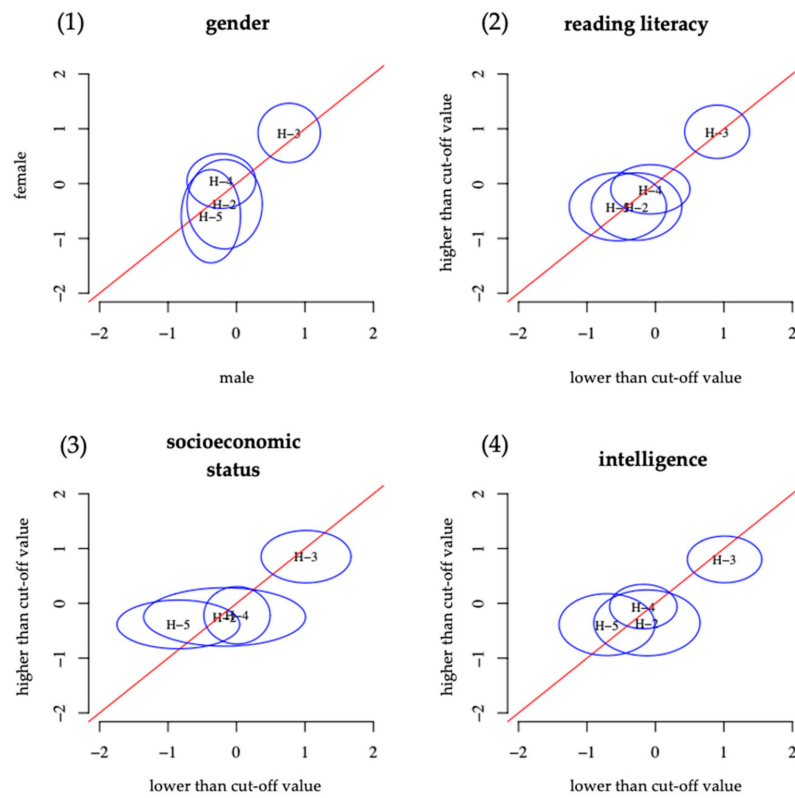 (1)
gender
2
1
0
−1
−2
female
H−3
H−4
H−2
H−5
−2 −1 0 1 2
male
(2)
reading literacy
2
1
0
−1
−2
higher than cut-off value
H−3
H−4
H−2
−2 −1 0 1 2
lower than cut-off value
(3)
socioeconomic
status
2
1
0
−1
−2
higher than cut-off value
H−3
H−5
−2 −1 0 1 2
lower than cut-off value
(4)
intelligence
2
1
0
−1
−2
higher than cut-off value
H−3
H−4
H−5
H−2
−2 −1 0 1 2
lower than cut-off value